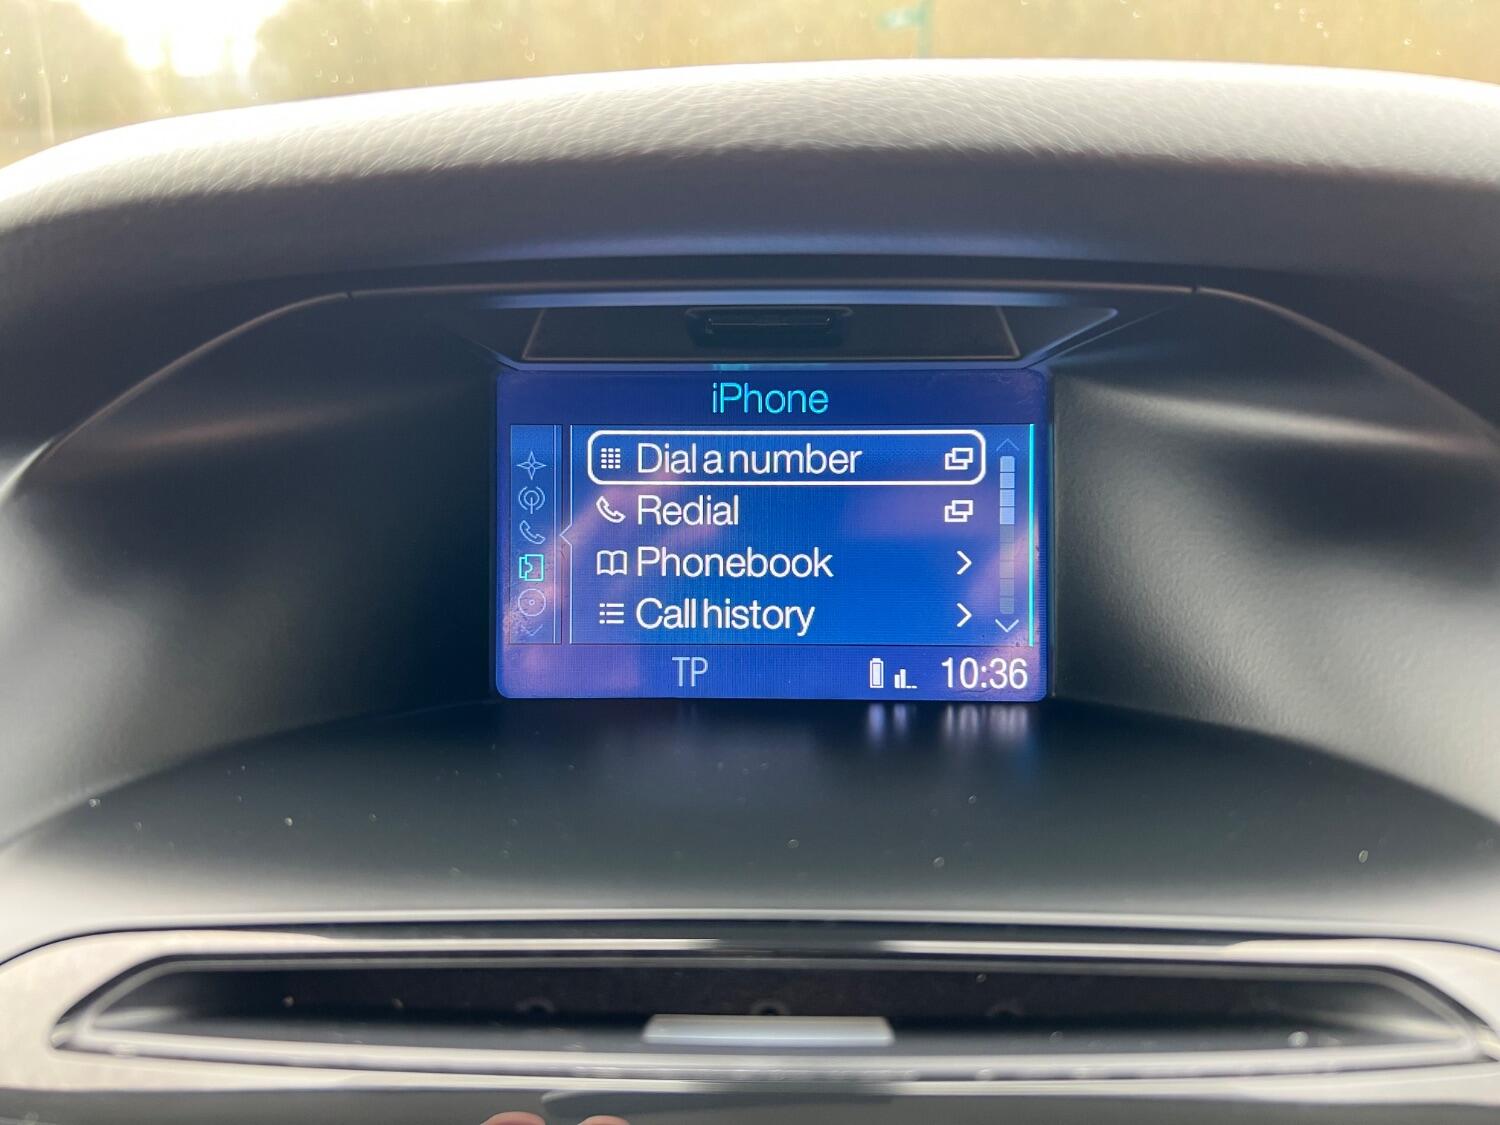 iPhone
Dial a number
Redial
Phonebook
Call history
TP 10:36